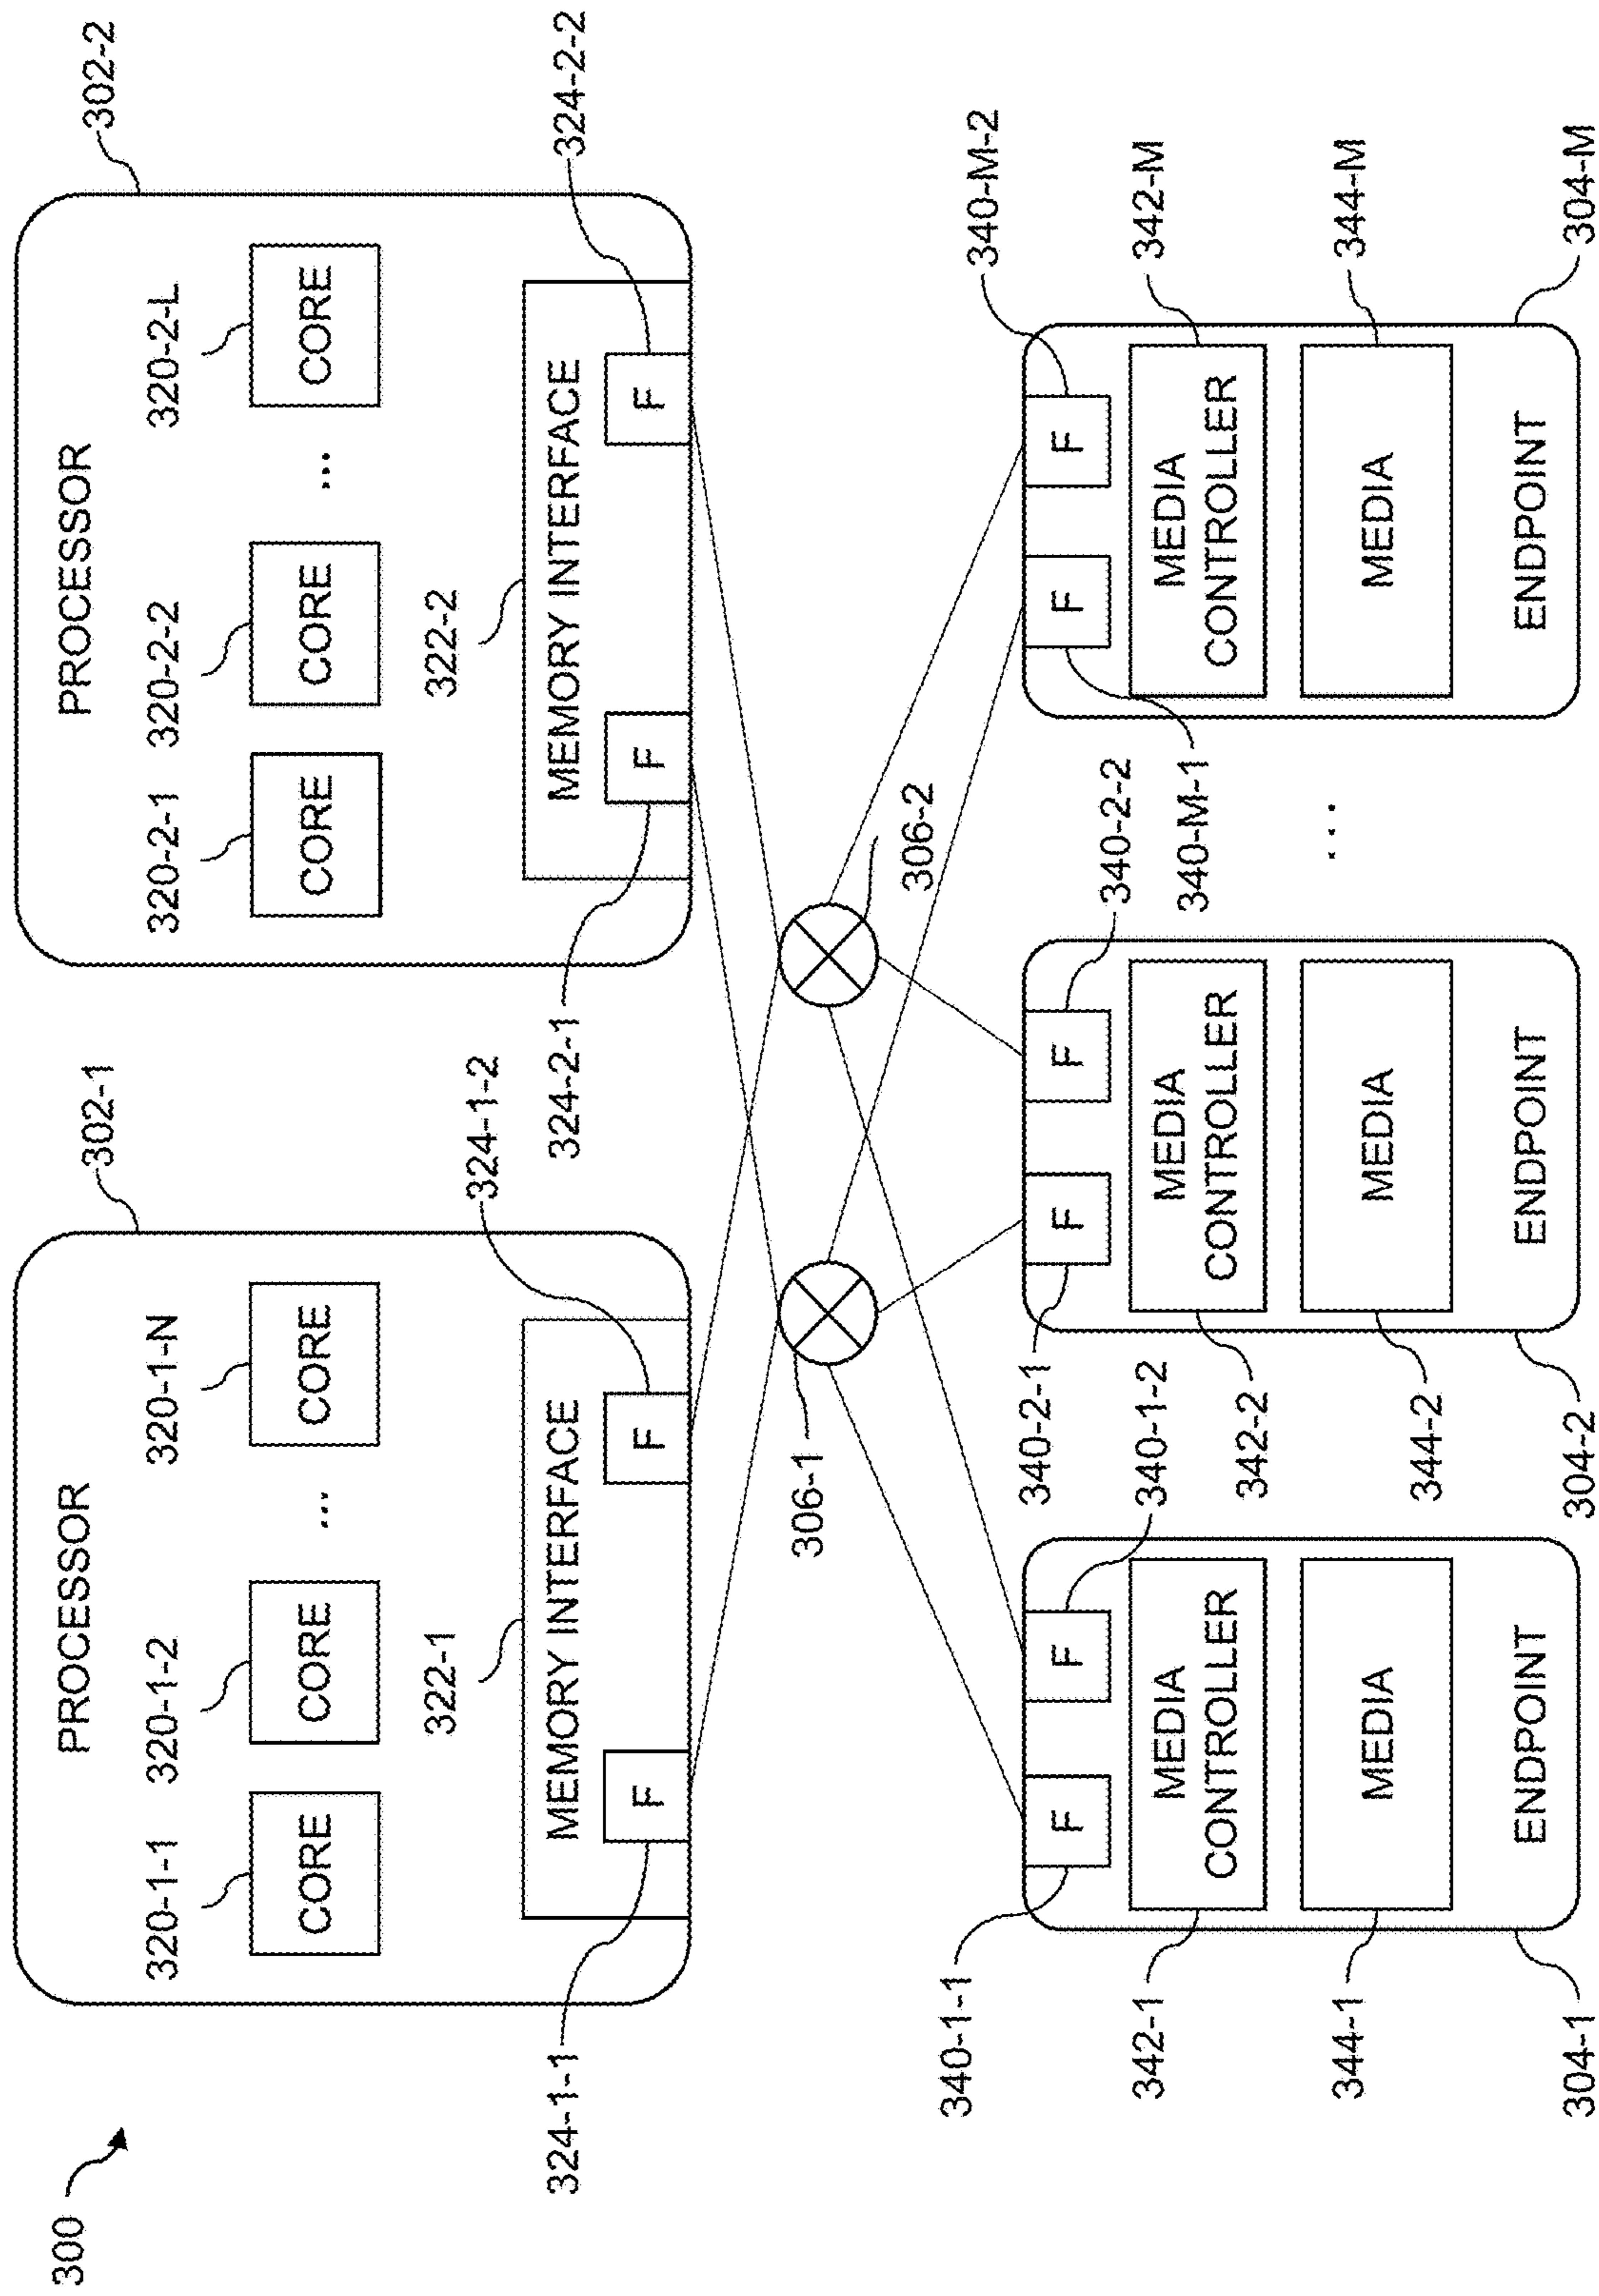 300
302-1
302-2
PROCESSOR
PROCESSOR
320-1-1
320-1-2
320-1-N
320-2-1
320-2-2
320-2-L
CORE
CORE
...
CORE
CORE
CORE
...
CORE
322-1
322-2
MEMORY INTERFACE
MEMORY INTERFACE
324-1-1
F
F
324-1-2
324-2-1
F
F
324-2-2
306-1
306-2
340-1-1
F
F
340-1-2
340-2-1
F
F
340-2-2
340-M-1
F
F
340-M-2
342-1
MEDIA
CONTROLLER
342-2
MEDIA
CONTROLLER
MEDIA
CONTROLLER
342-M
344-1
MEDIA
344-2
MEDIA
...
MEDIA
344-M
304-1
ENDPOINT
304-2
ENDPOINT
ENDPOINT
304-M